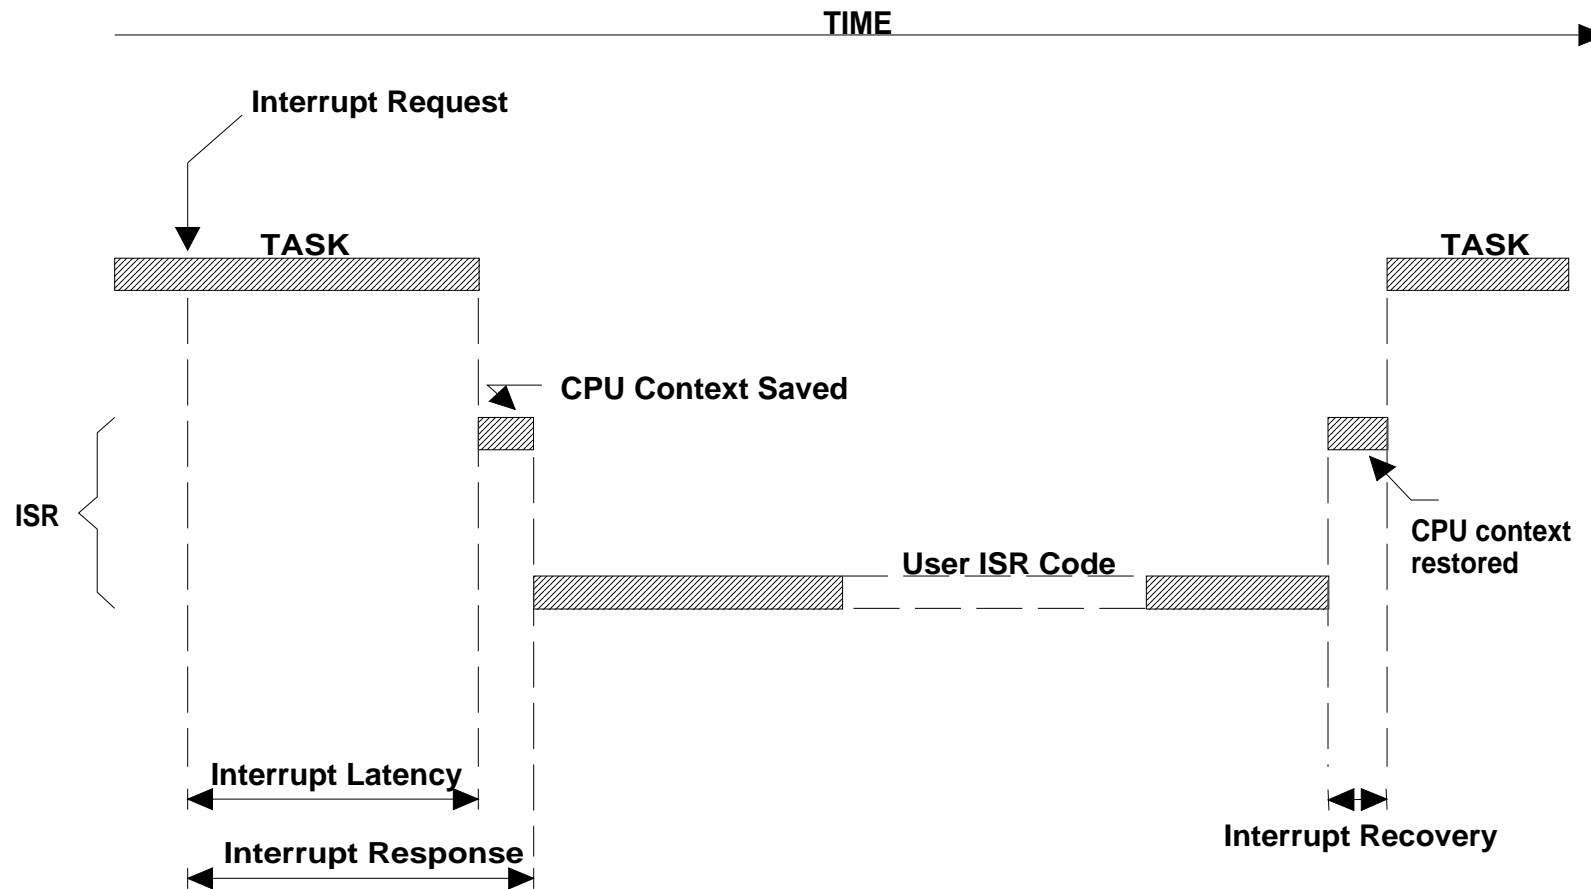 TIME
Interrupt Request
TASK
TASK
CPU Context Saved
ISR
CPU context
restored
User ISR Code
Interrupt Latency
Interrupt Recovery
Interrupt Response